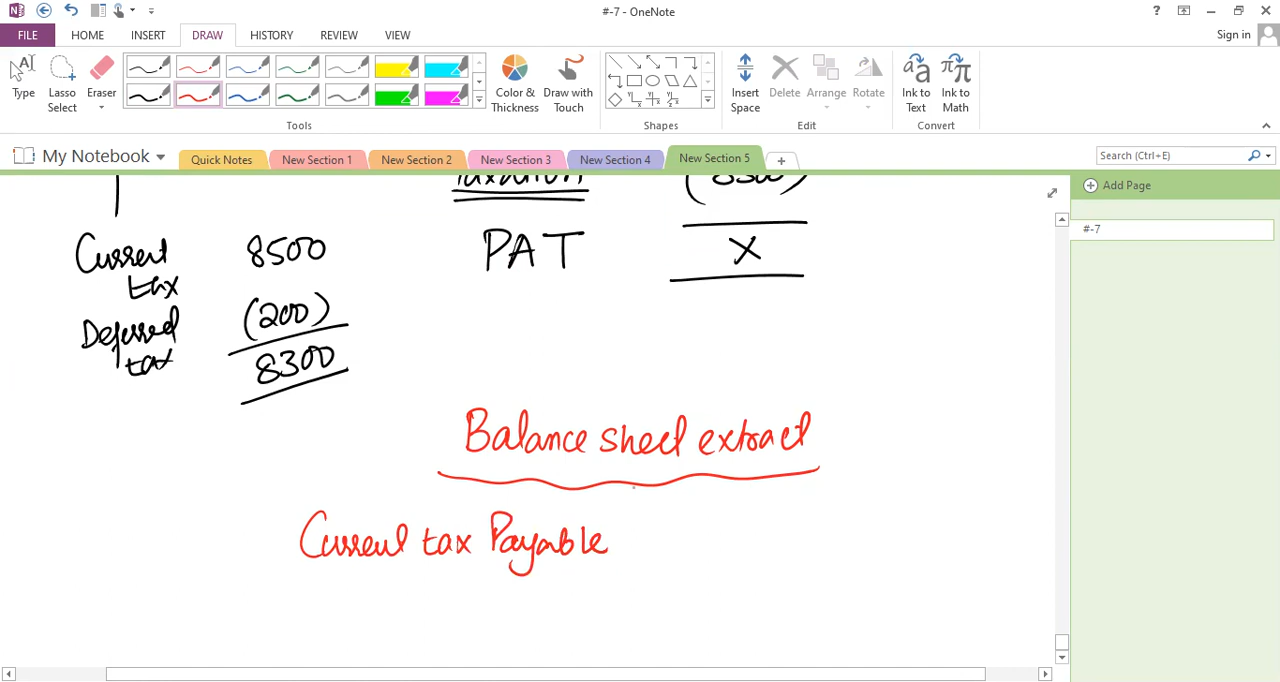 #-7 - OneNote
Sign in
FILE HOME INSERT DRAW HISTORY REVIEW VIEW
Type
Lasso Select
Eraser
Color & Thickness
Draw with Touch
Insert Space
Delete
Arrange
Rotate
Ink to Text
Ink to Math
Tools Shapes Edit Convert
My Notebook Quick Notes New Section 1 New Section 2 New Section 3 New Section 4 New Section 5
Search (Ctrl+E)
Add Page
#-7
Taxation (8300)
Current tax 8500
PAT X
Deferred tax (200)
8300
Balance sheet extract
Current tax Payable